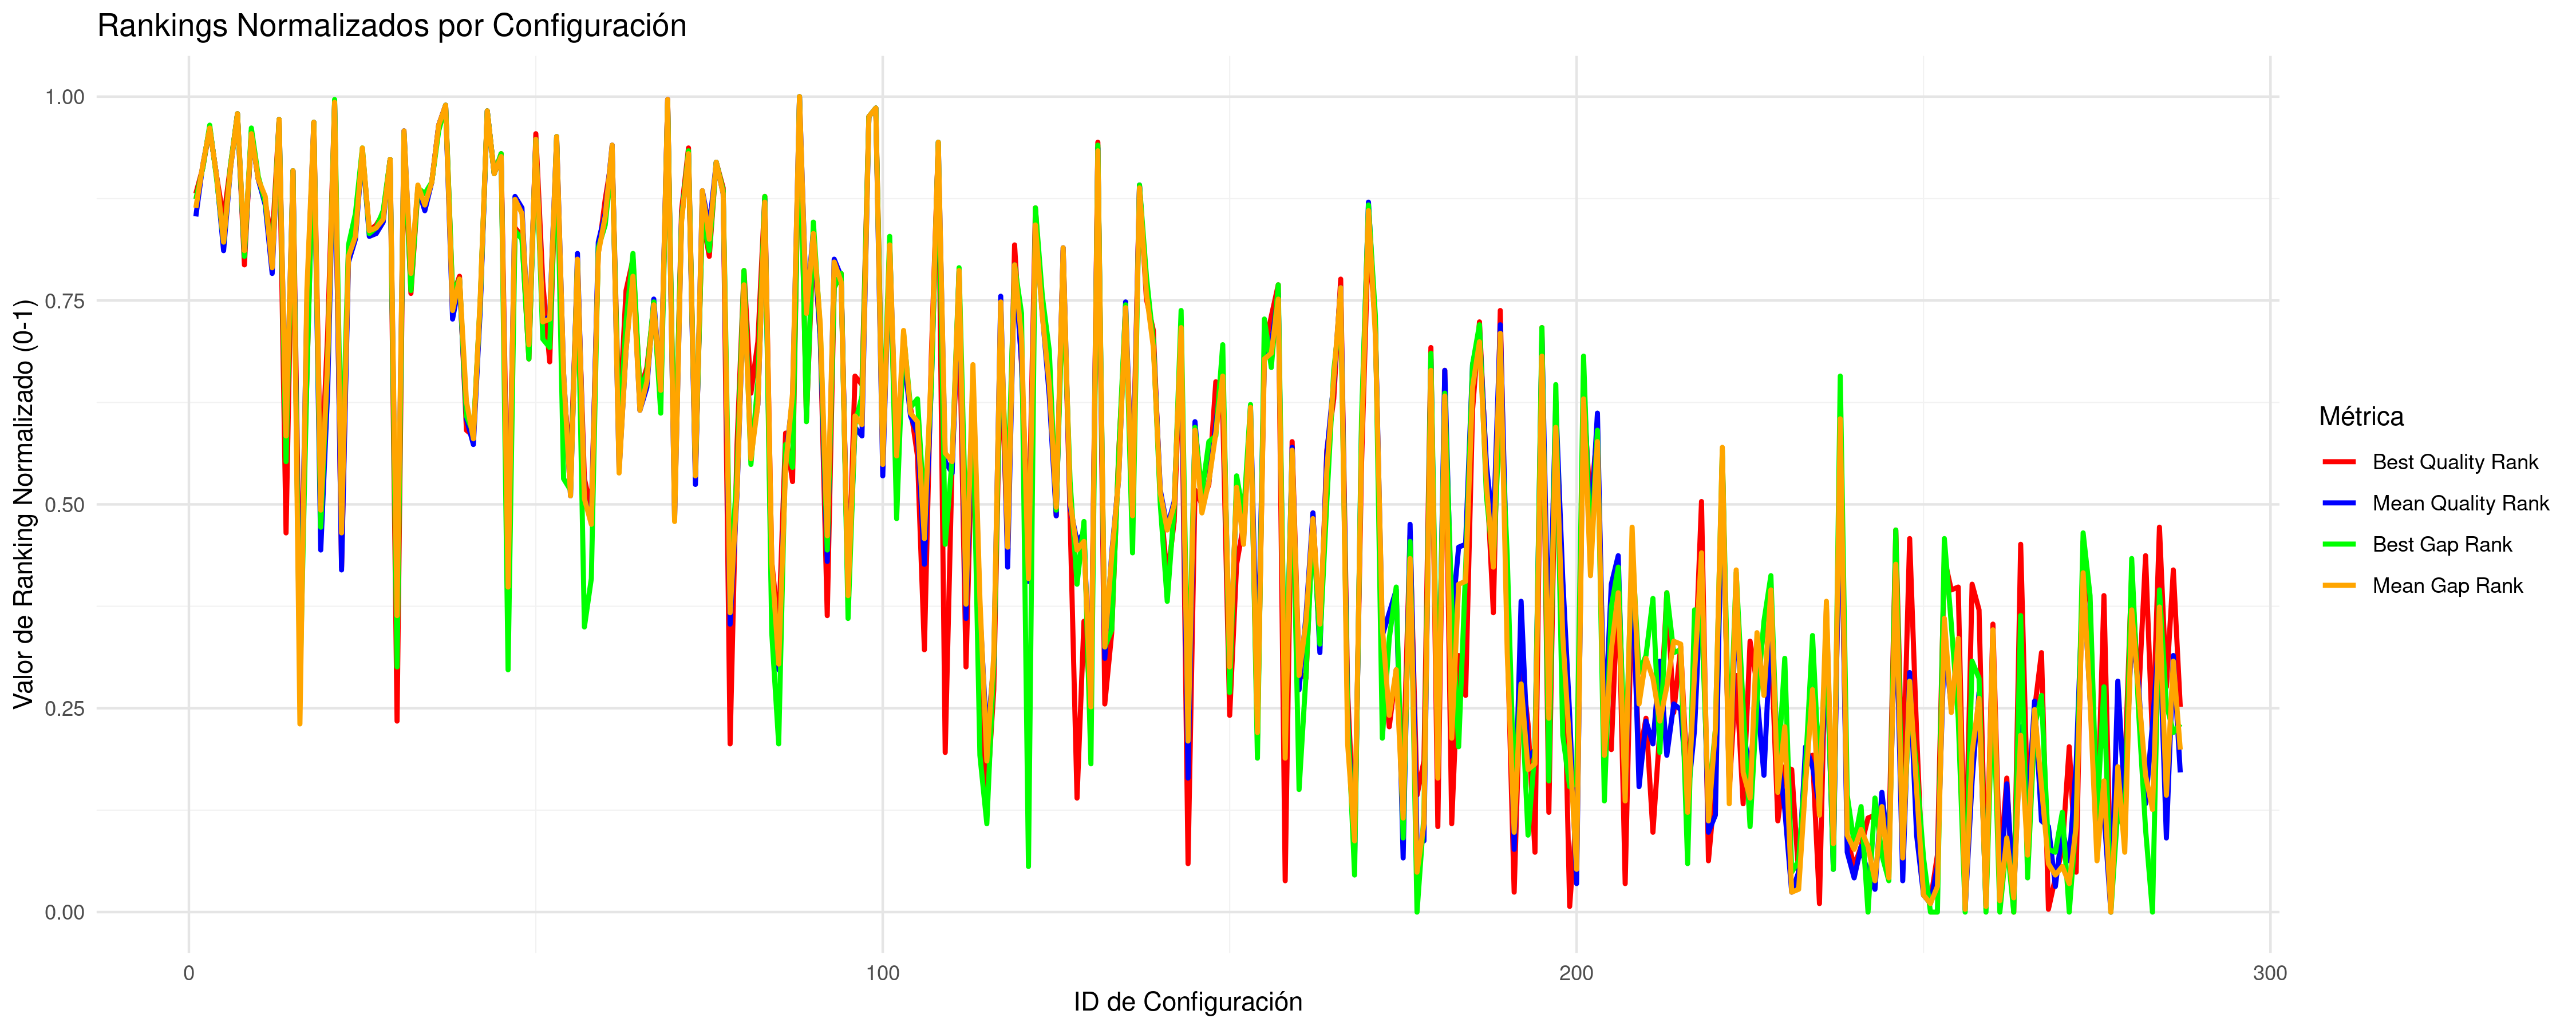 Rankings Normalizados por Configuración
Valor de Ranking Normalizado (0-1)
1.00
0.75
0.50
0.25
0.00
0
100
200
300
ID de Configuración
Métrica
Best Quality Rank
Mean Quality Rank
Best Gap Rank
Mean Gap Rank